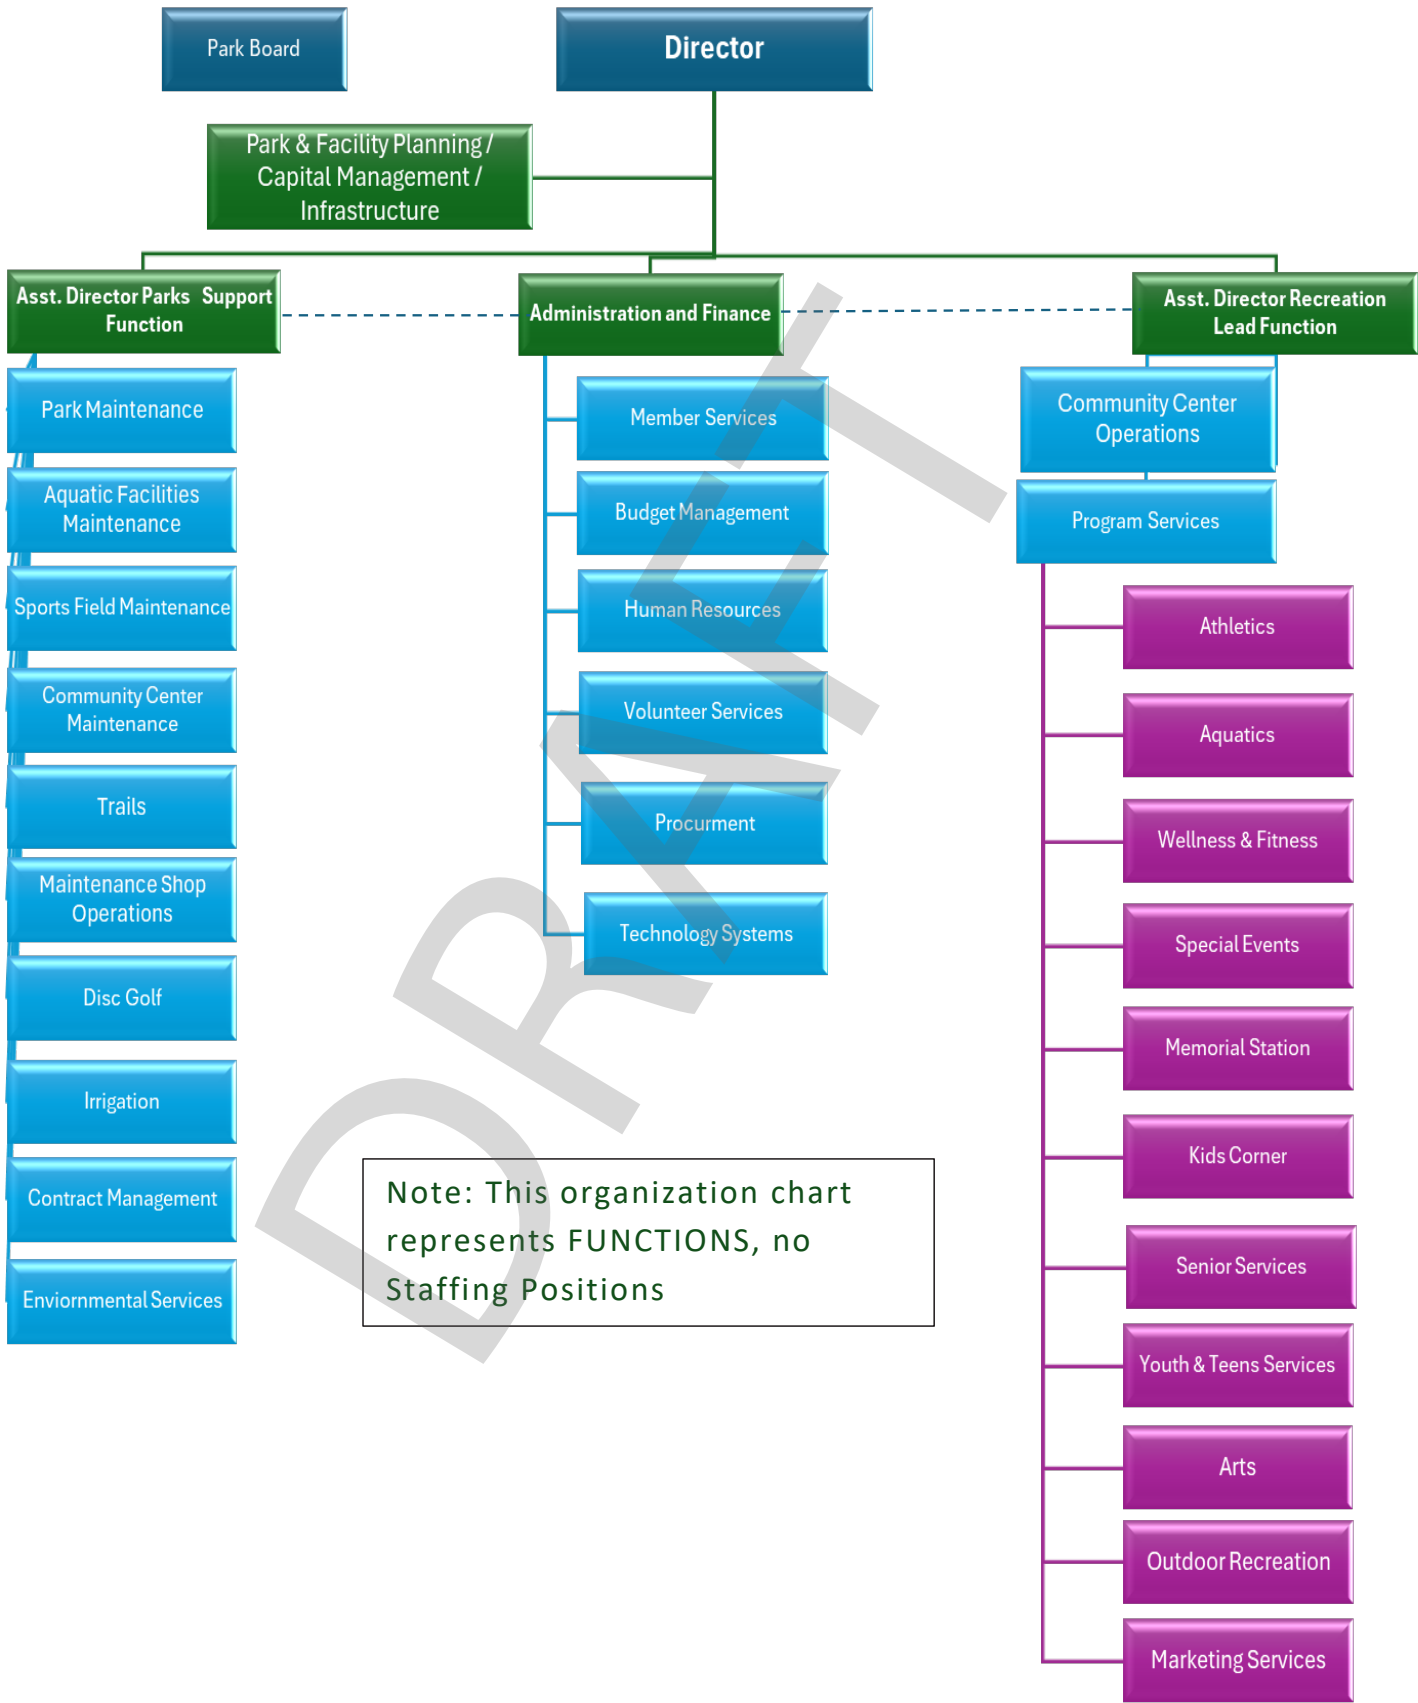 Park Board
Director
Park & Facility Planning /
Capital Management /
Infrastructure
Asst. Director Parks Support
Function
Administration and Finance
Asst. Director Recreation
Lead Function
Park Maintenance
Aquatic Facilities
Maintenance
Sports Field Maintenance
Community Center
Maintenance
Trails
Maintenance Shop
Operations
Disc Golf
Irrigation
Contract Management
Enviornmental Services
Member Services
Budget Management
Human Resources
Volunteer Services
Procurment
Technology Systems
Community Center
Operations
Program Services
Athletics
Aquatics
Wellness & Fitness
Special Events
Memorial Station
Kids Corner
Senior Services
Youth & Teens Services
Arts
Outdoor Recreation
Marketing Services
Note: This organization chart
represents FUNCTIONS, no
Staffing Positions
DRAFT